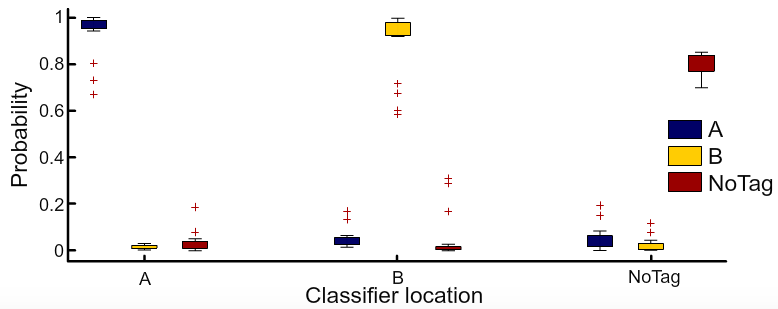 1
0.8
0.6
0.4
0.2
0
Probability
A
B
NoTag
A
B
NoTag
Classifier location